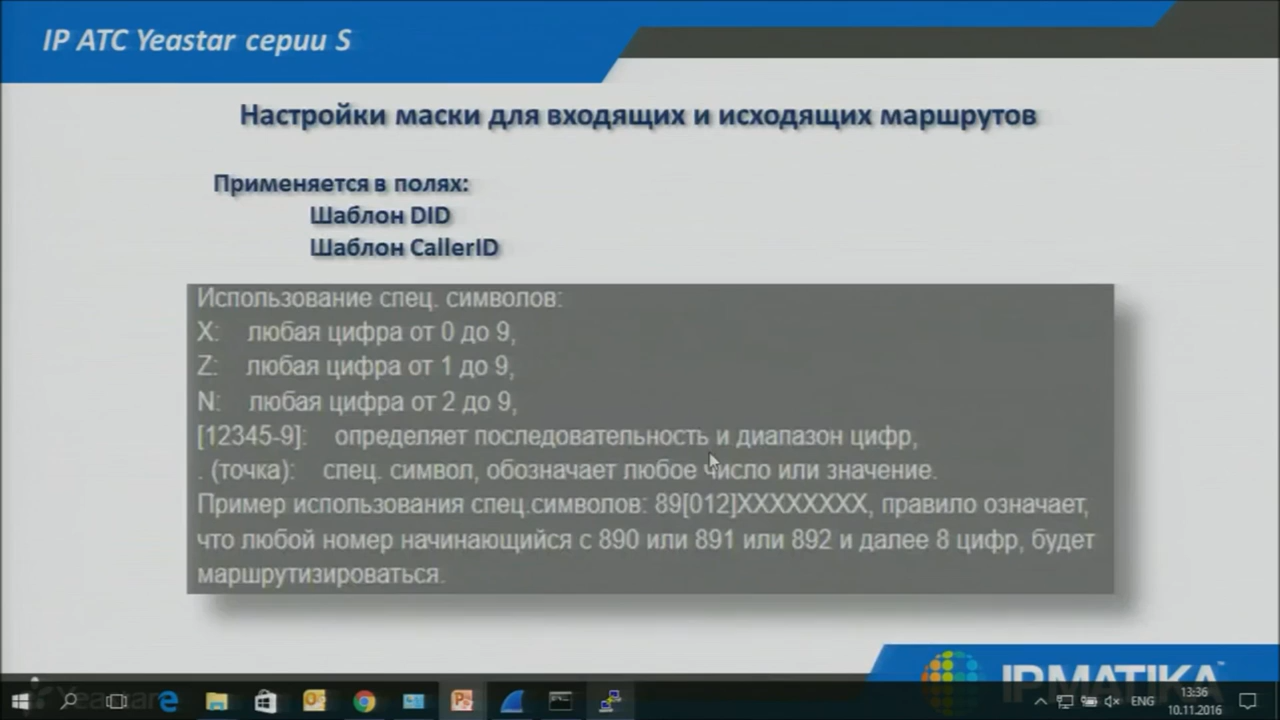 IP АТС Yeastar серии S
Настройки маски для входящих и исходящих маршрутов
Применяется в полях:
Шаблон DID
Шаблон CallerID
Использование спец. символов:
X: любая цифра от 0 до 9,
Z: любая цифра от 1 до 9,
N: любая цифра от 2 до 9,
[12345-9]: определяет последовательность и диапазон цифр,
. (точка): спец. символ, обозначает любое число или значение.
Пример использования спец.символов: 89[012]XXXXXXXX, правило означает,
что любой номер начинающийся с 890 или 891 или 892 и далее 8 цифр, будет
маршрутизироваться.
IPMATIKA
Yeastar
ENG
13:36
10.11.2016